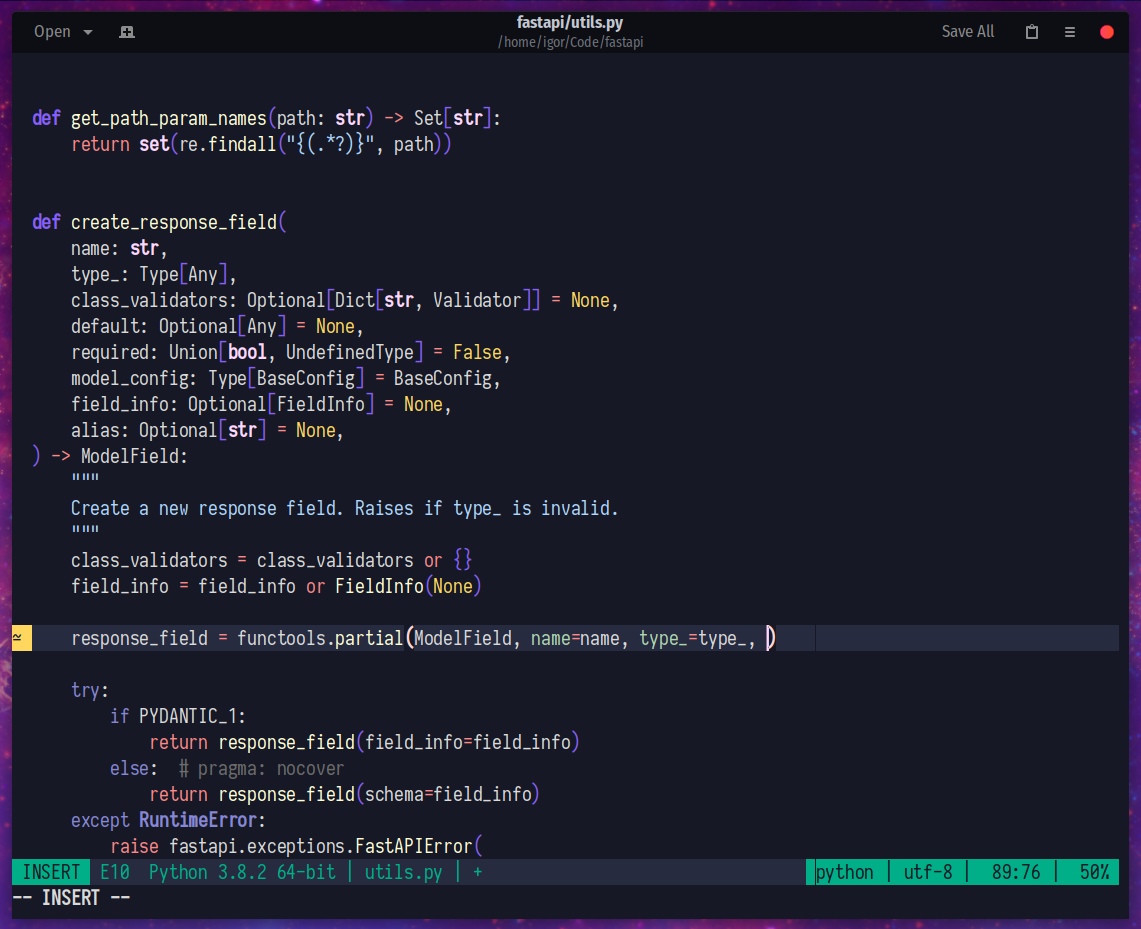 Open
fastapi/utils.py
/home/igor/Code/fastapi
Save All
def get_path_param_names(path: str) -> Set[str]:
    return set(re.findall("{(.*?)}", path))
def create_response_field(
    name: str,
    type_: Type[Any],
    class_validators: Optional[Dict[str, Validator]] = None,
    default: Optional[Any] = None,
    required: Union[bool, UndefinedType] = False,
    model_config: Type[BaseConfig] = BaseConfig,
    field_info: Optional[FieldInfo] = None,
    alias: Optional[str] = None,
) -> ModelField:
    """
    Create a new response field. Raises if type_ is invalid.
    """
    class_validators = class_validators or {}
    field_info = field_info or FieldInfo(None)
≃   response_field = functools.partial(ModelField, name=name, type_=type_, )
    try:
        if PYDANTIC_1:
            return response_field(field_info=field_info)
        else:  # pragma: nocover
            return response_field(schema=field_info)
    except RuntimeError:
        raise fastapi.exceptions.FastAPIError(
INSERT E10 Python 3.8.2 64-bit | utils.py | + python | utf-8 | 89:76 | 50%
-- INSERT --